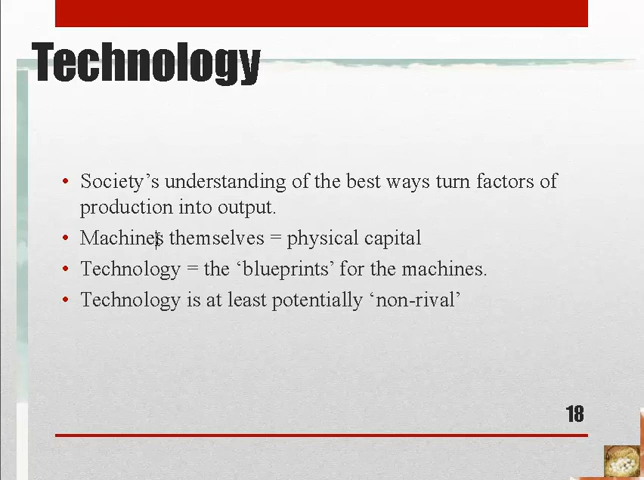 Technology
• Society's understanding of the best ways turn factors of
production into output.
• Machines themselves = physical capital
• Technology = the 'blueprints' for the machines.
• Technology is at least potentially 'non-rival'
18